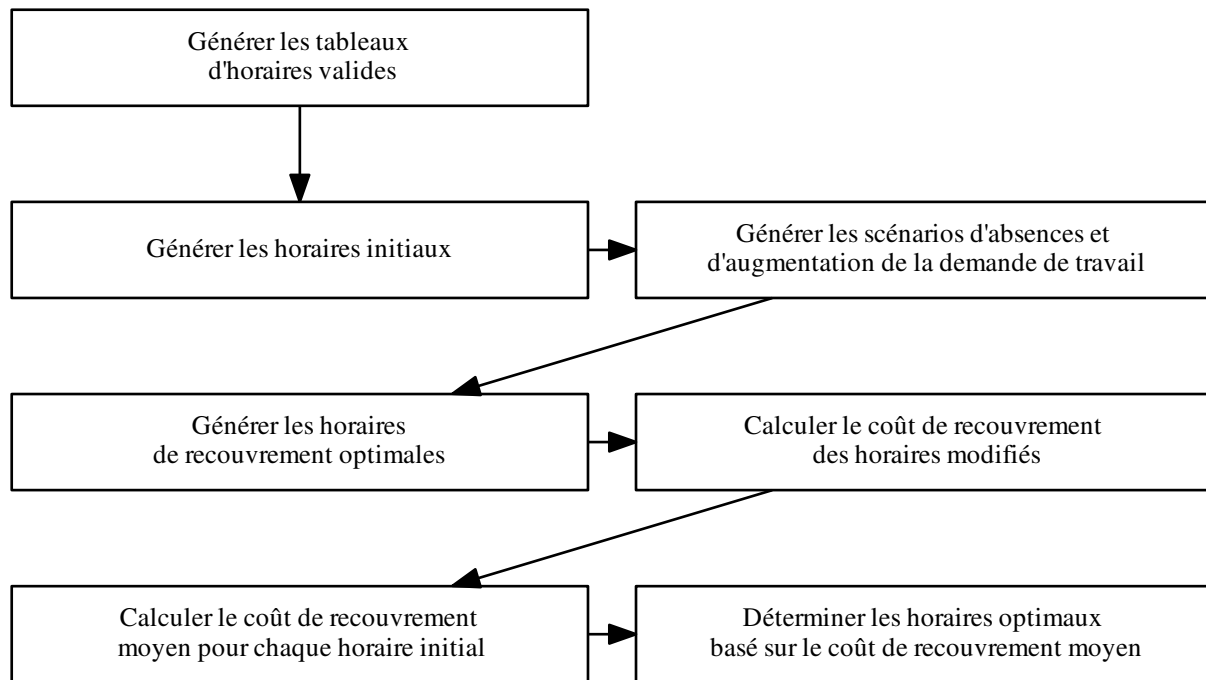 Générer les tableaux
d'horaires valides
Générer les horaires initiaux
Générer les scénarios d'absences et
d'augmentation de la demande de travail
Générer les horaires
de recouvrement optimales
Calculer le coût de recouvrement
des horaires modifiés
Calculer le coût de recouvrement
moyen pour chaque horaire initial
Déterminer les horaires optimaux
basé sur le coût de recouvrement moyen